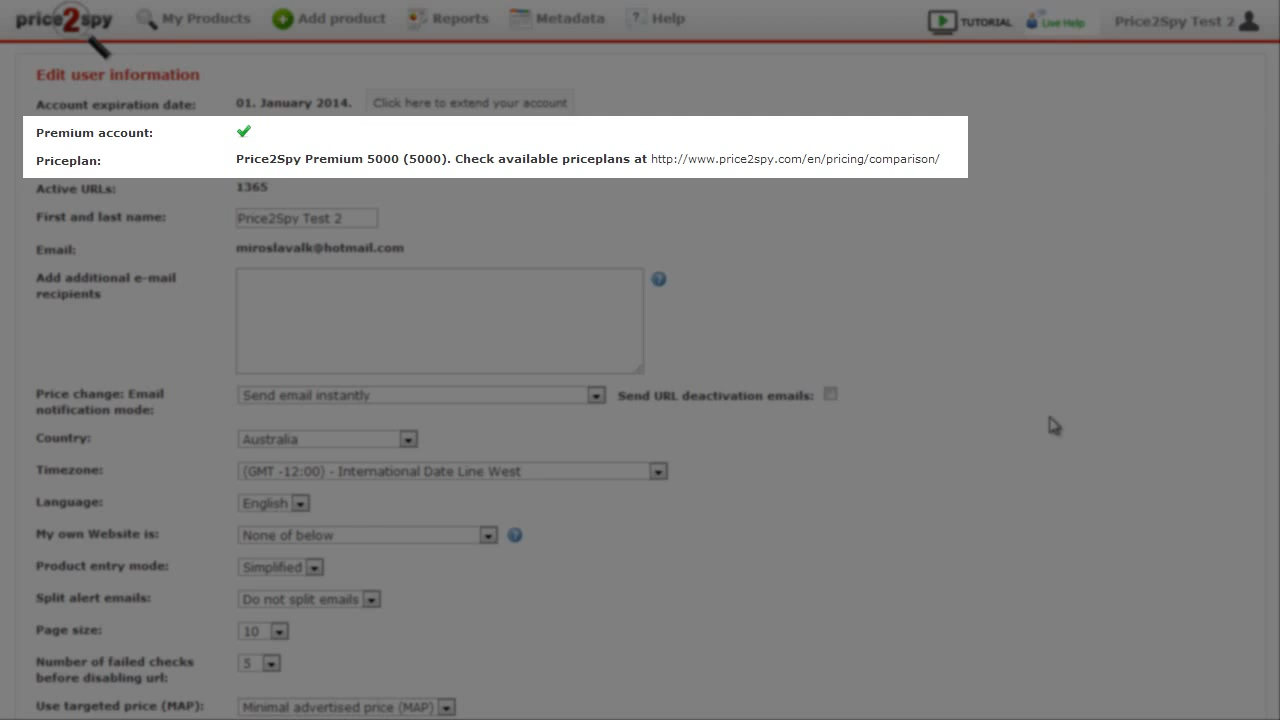 price2spy My Products Add product Reports Metadata Help TUTORIAL Live Help Price2Spy Test 2
Edit user information
Account expiration date: 01. January 2014. Click here to extend your account
Premium account:
Priceplan: Price2Spy Premium 5000 (5000). Check available priceplans at http://www.price2spy.com/en/pricing/comparison/
Active URLs: 1365
First and last name: Price2Spy Test 2
Email: miroslavalk@hotmail.com
Add additional e-mail
recipients
Price change: Email
notification mode: Send email instantly Send URL deactivation emails:
Country: Australia
Timezone: (GMT -12:00) - International Date Line West
Language: English
My own Website is: None of below
Product entry mode: Simplified
Split alert emails: Do not split emails
Page size: 10
Number of failed checks
before disabling url: 5
Use targeted price (MAP): Minimal advertised price (MAP)